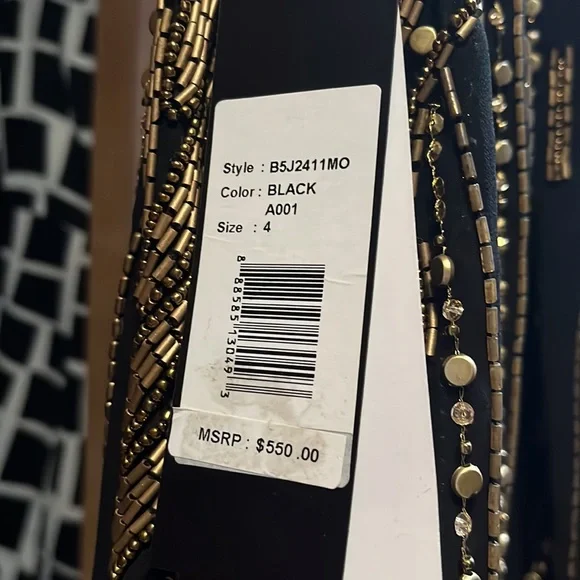 Style : B5J2411MO
Color : BLACK
A001
Size : 4
8 88585 13049 3
MSRP : $550.00